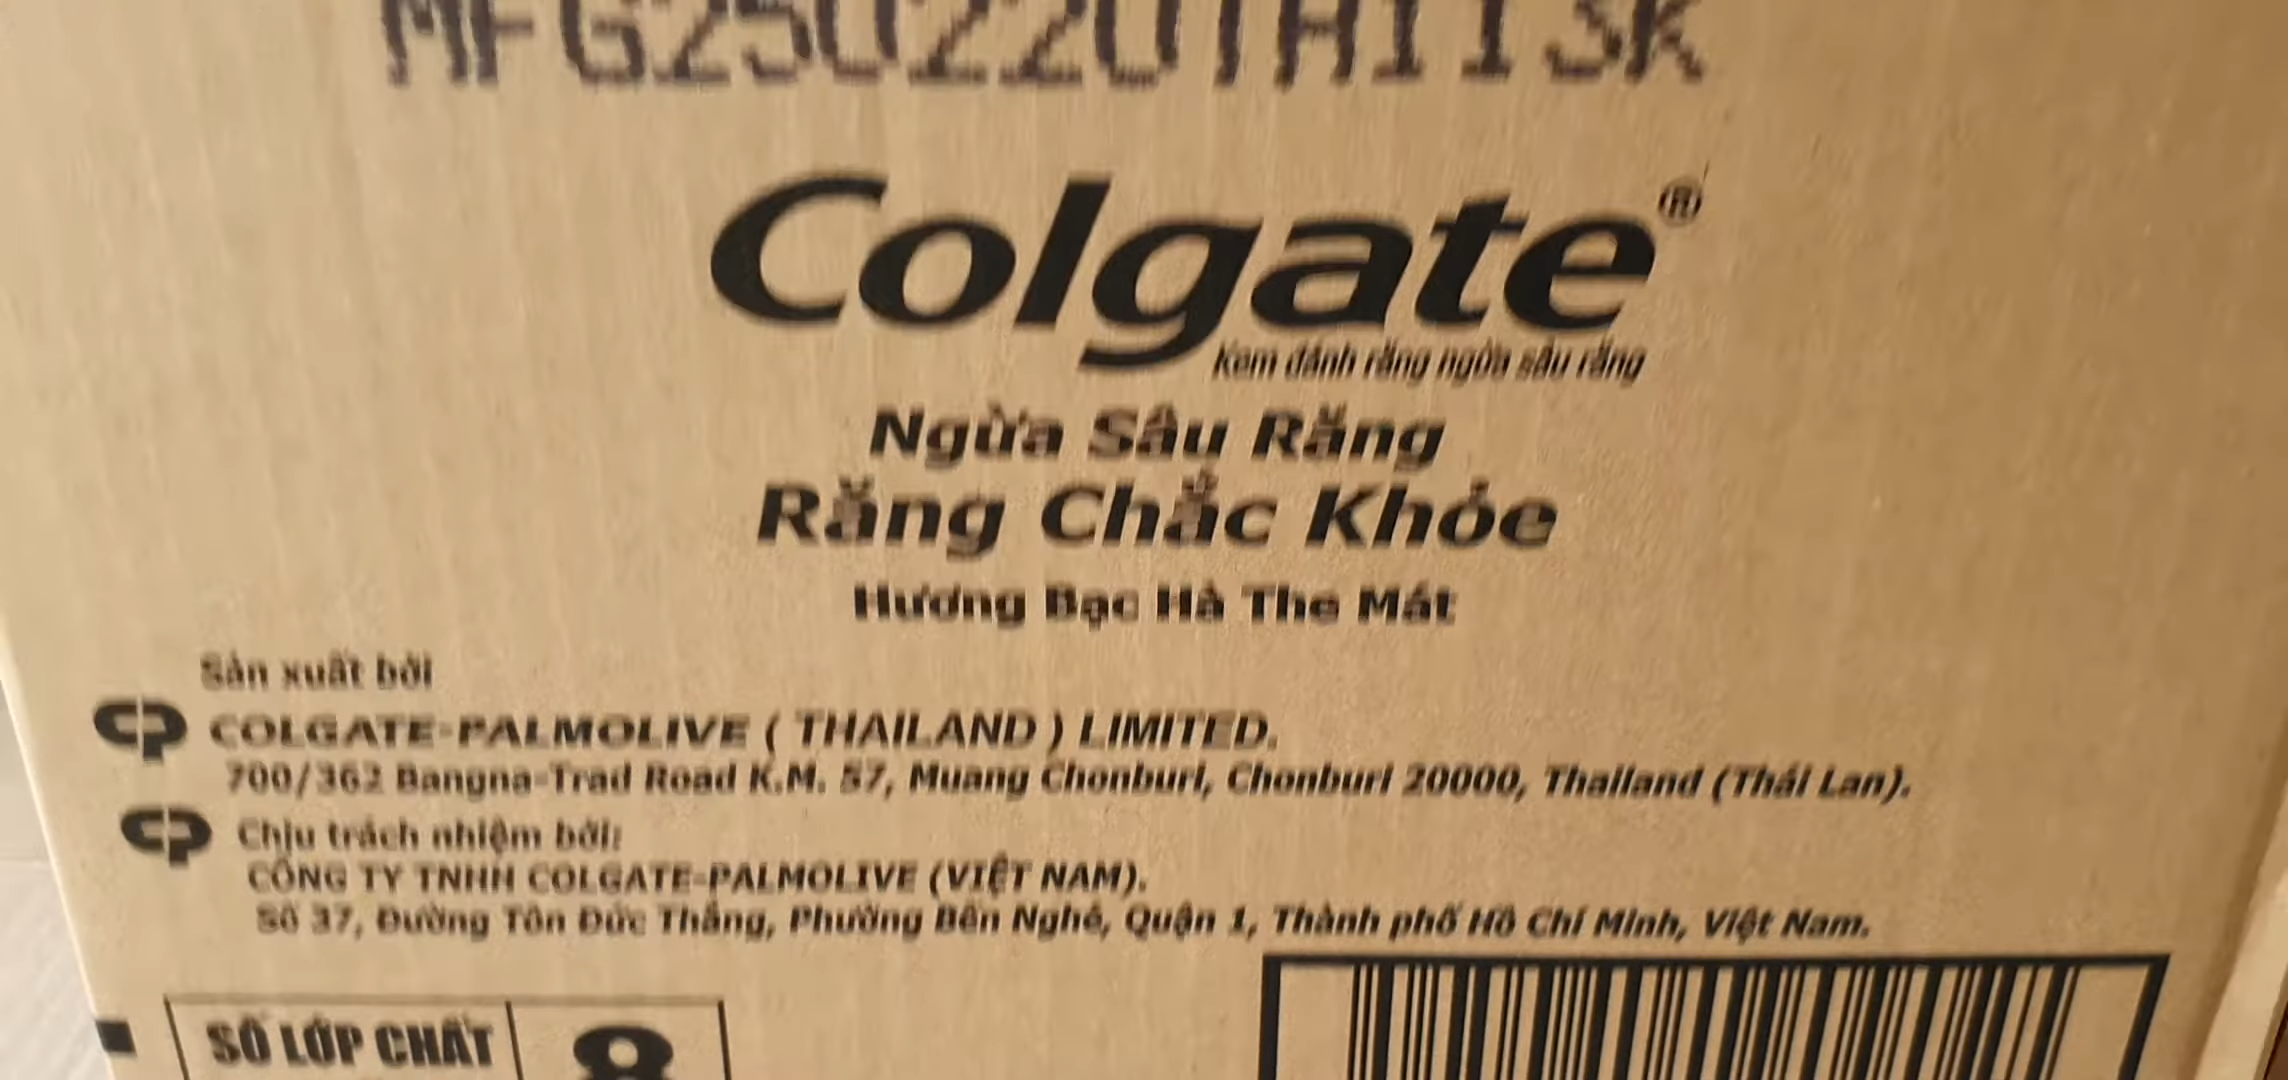 MFG250220TH113K
Colgate®
Kem đánh răng ngừa sâu răng
Ngừa Sâu Răng
Răng Chắc Khỏe
Hương Bạc Hà The Mát
Sản xuất bởi
CP COLGATE-PALMOLIVE ( THAILAND ) LIMITED.
700/362 Bangna-Trad Road K.M. 57, Muang Chonburi, Chonburi 20000, Thailand (Thái Lan).
CP Chịu trách nhiệm bởi:
CÔNG TY TNHH COLGATE-PALMOLIVE (VIỆT NAM).
Số 37, Đường Tôn Đức Thắng, Phường Bến Nghé, Quận 1, Thành phố Hồ Chí Minh, Việt Nam.
SỐ LỚP CHẤT 8